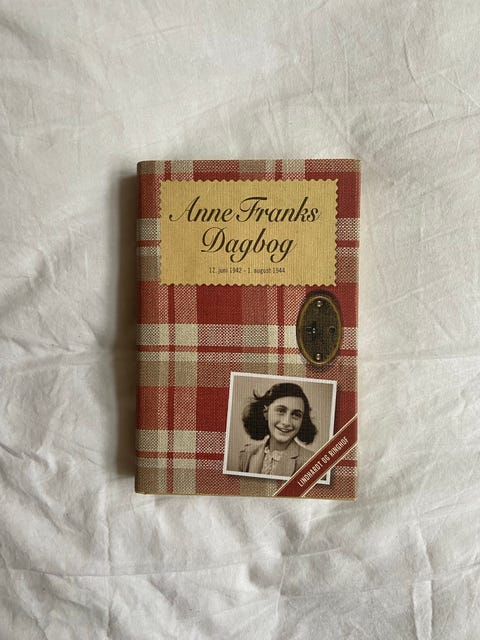 Anne Franks
Dagbog
12. juni 1942 - 1. august 1944
LINDHARDT OG RINGHOF